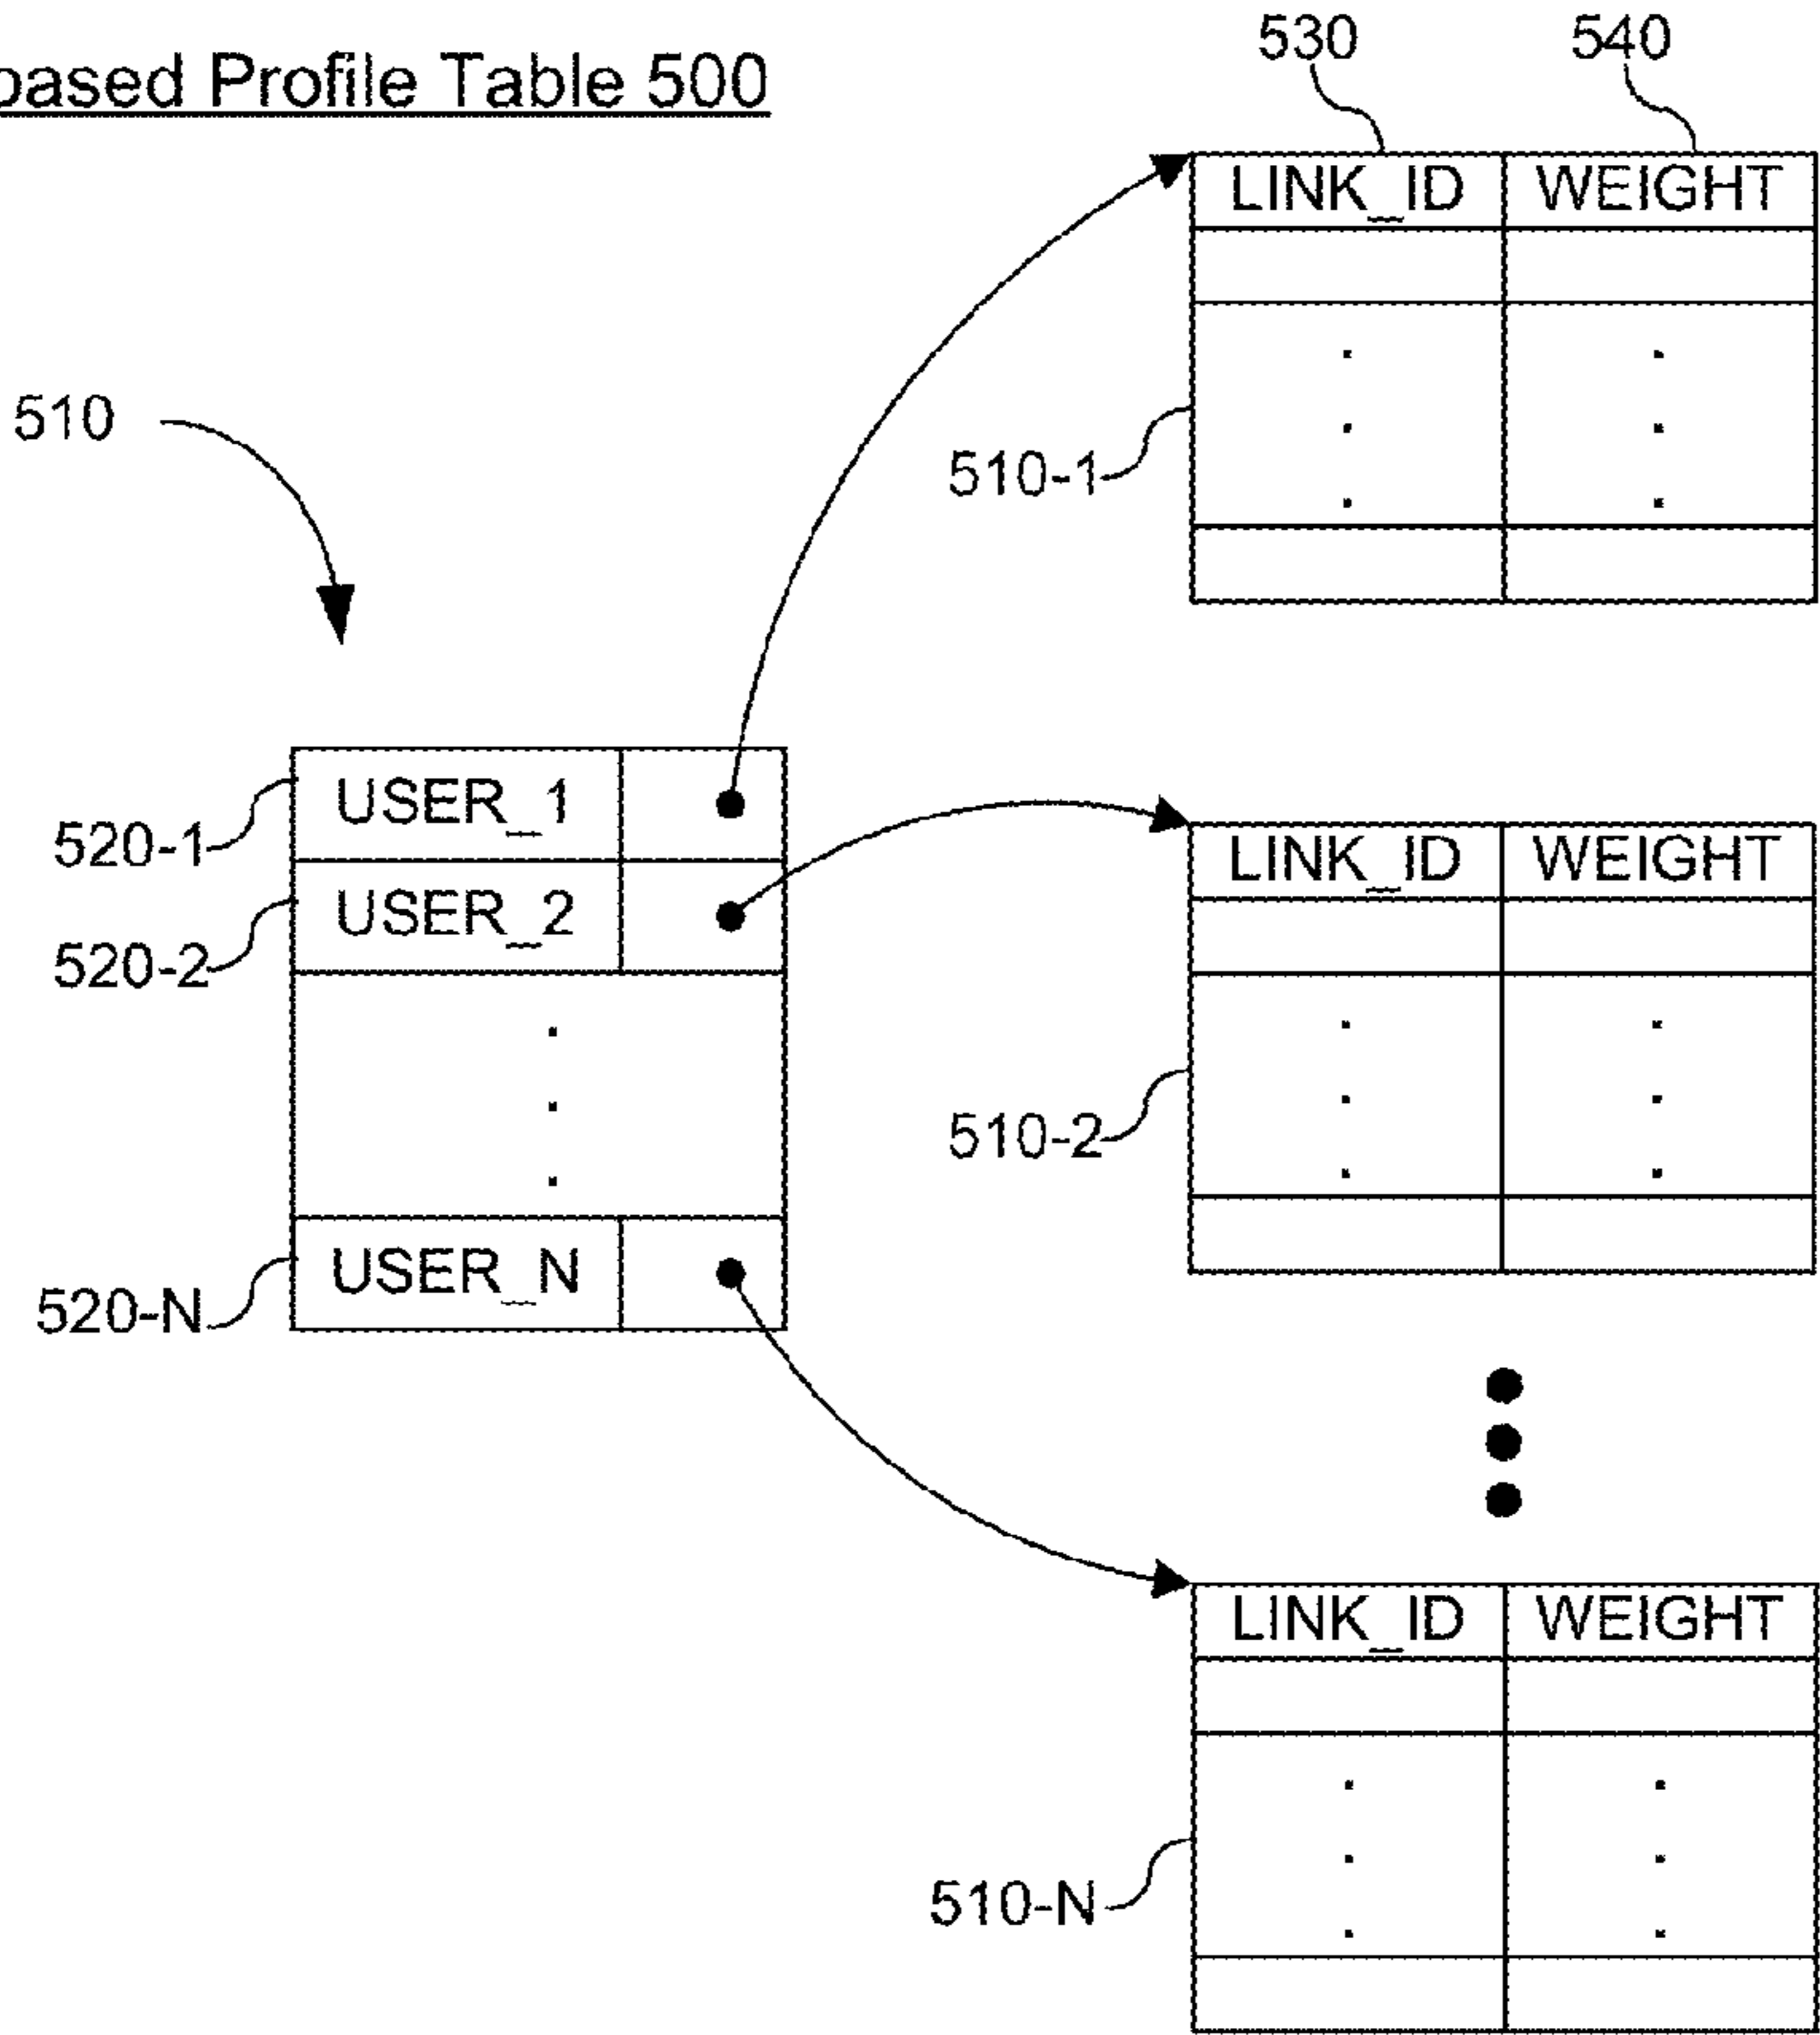 based Profile Table 500
530 540
LINK_ID WEIGHT
510
510-1
USER_1
520-1
USER_2
520-2
LINK_ID WEIGHT
510-2
USER_N
520-N
LINK_ID WEIGHT
510-N